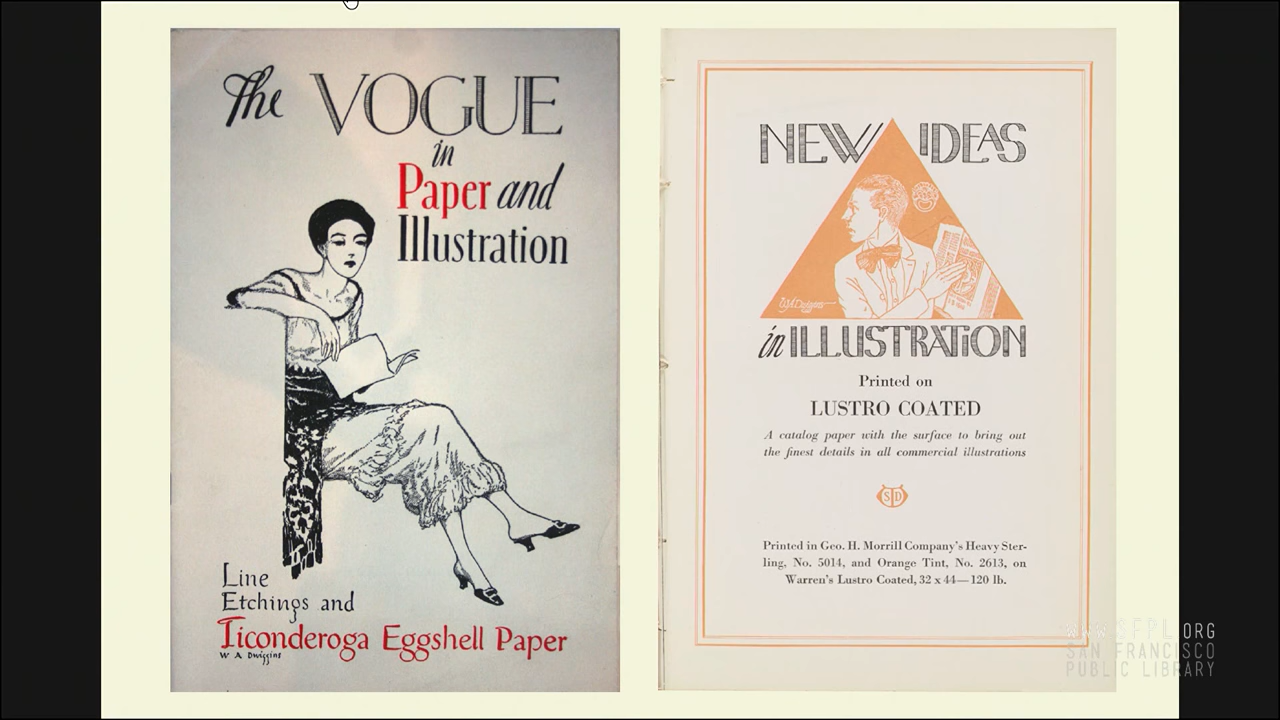 The VOGUE
in
Paper and
Illustration
Line
Etchings and
Ticonderoga Eggshell Paper
W A Dwiggins
NEW IDEAS
WADwiggins
in ILLUSTRATION
Printed on
LUSTRO COATED
A catalog paper with the surface to bring out
the finest details in all commercial illustrations
STD
Printed in Geo. H. Morrill Company's Heavy Ster-
ling, No. 5014, and Orange Tint, No. 2613, on
Warren's Lustro Coated, 32 x 44—120 lb.
www.SFPL.ORG
SAN FRANCISCO
PUBLIC LIBRARY